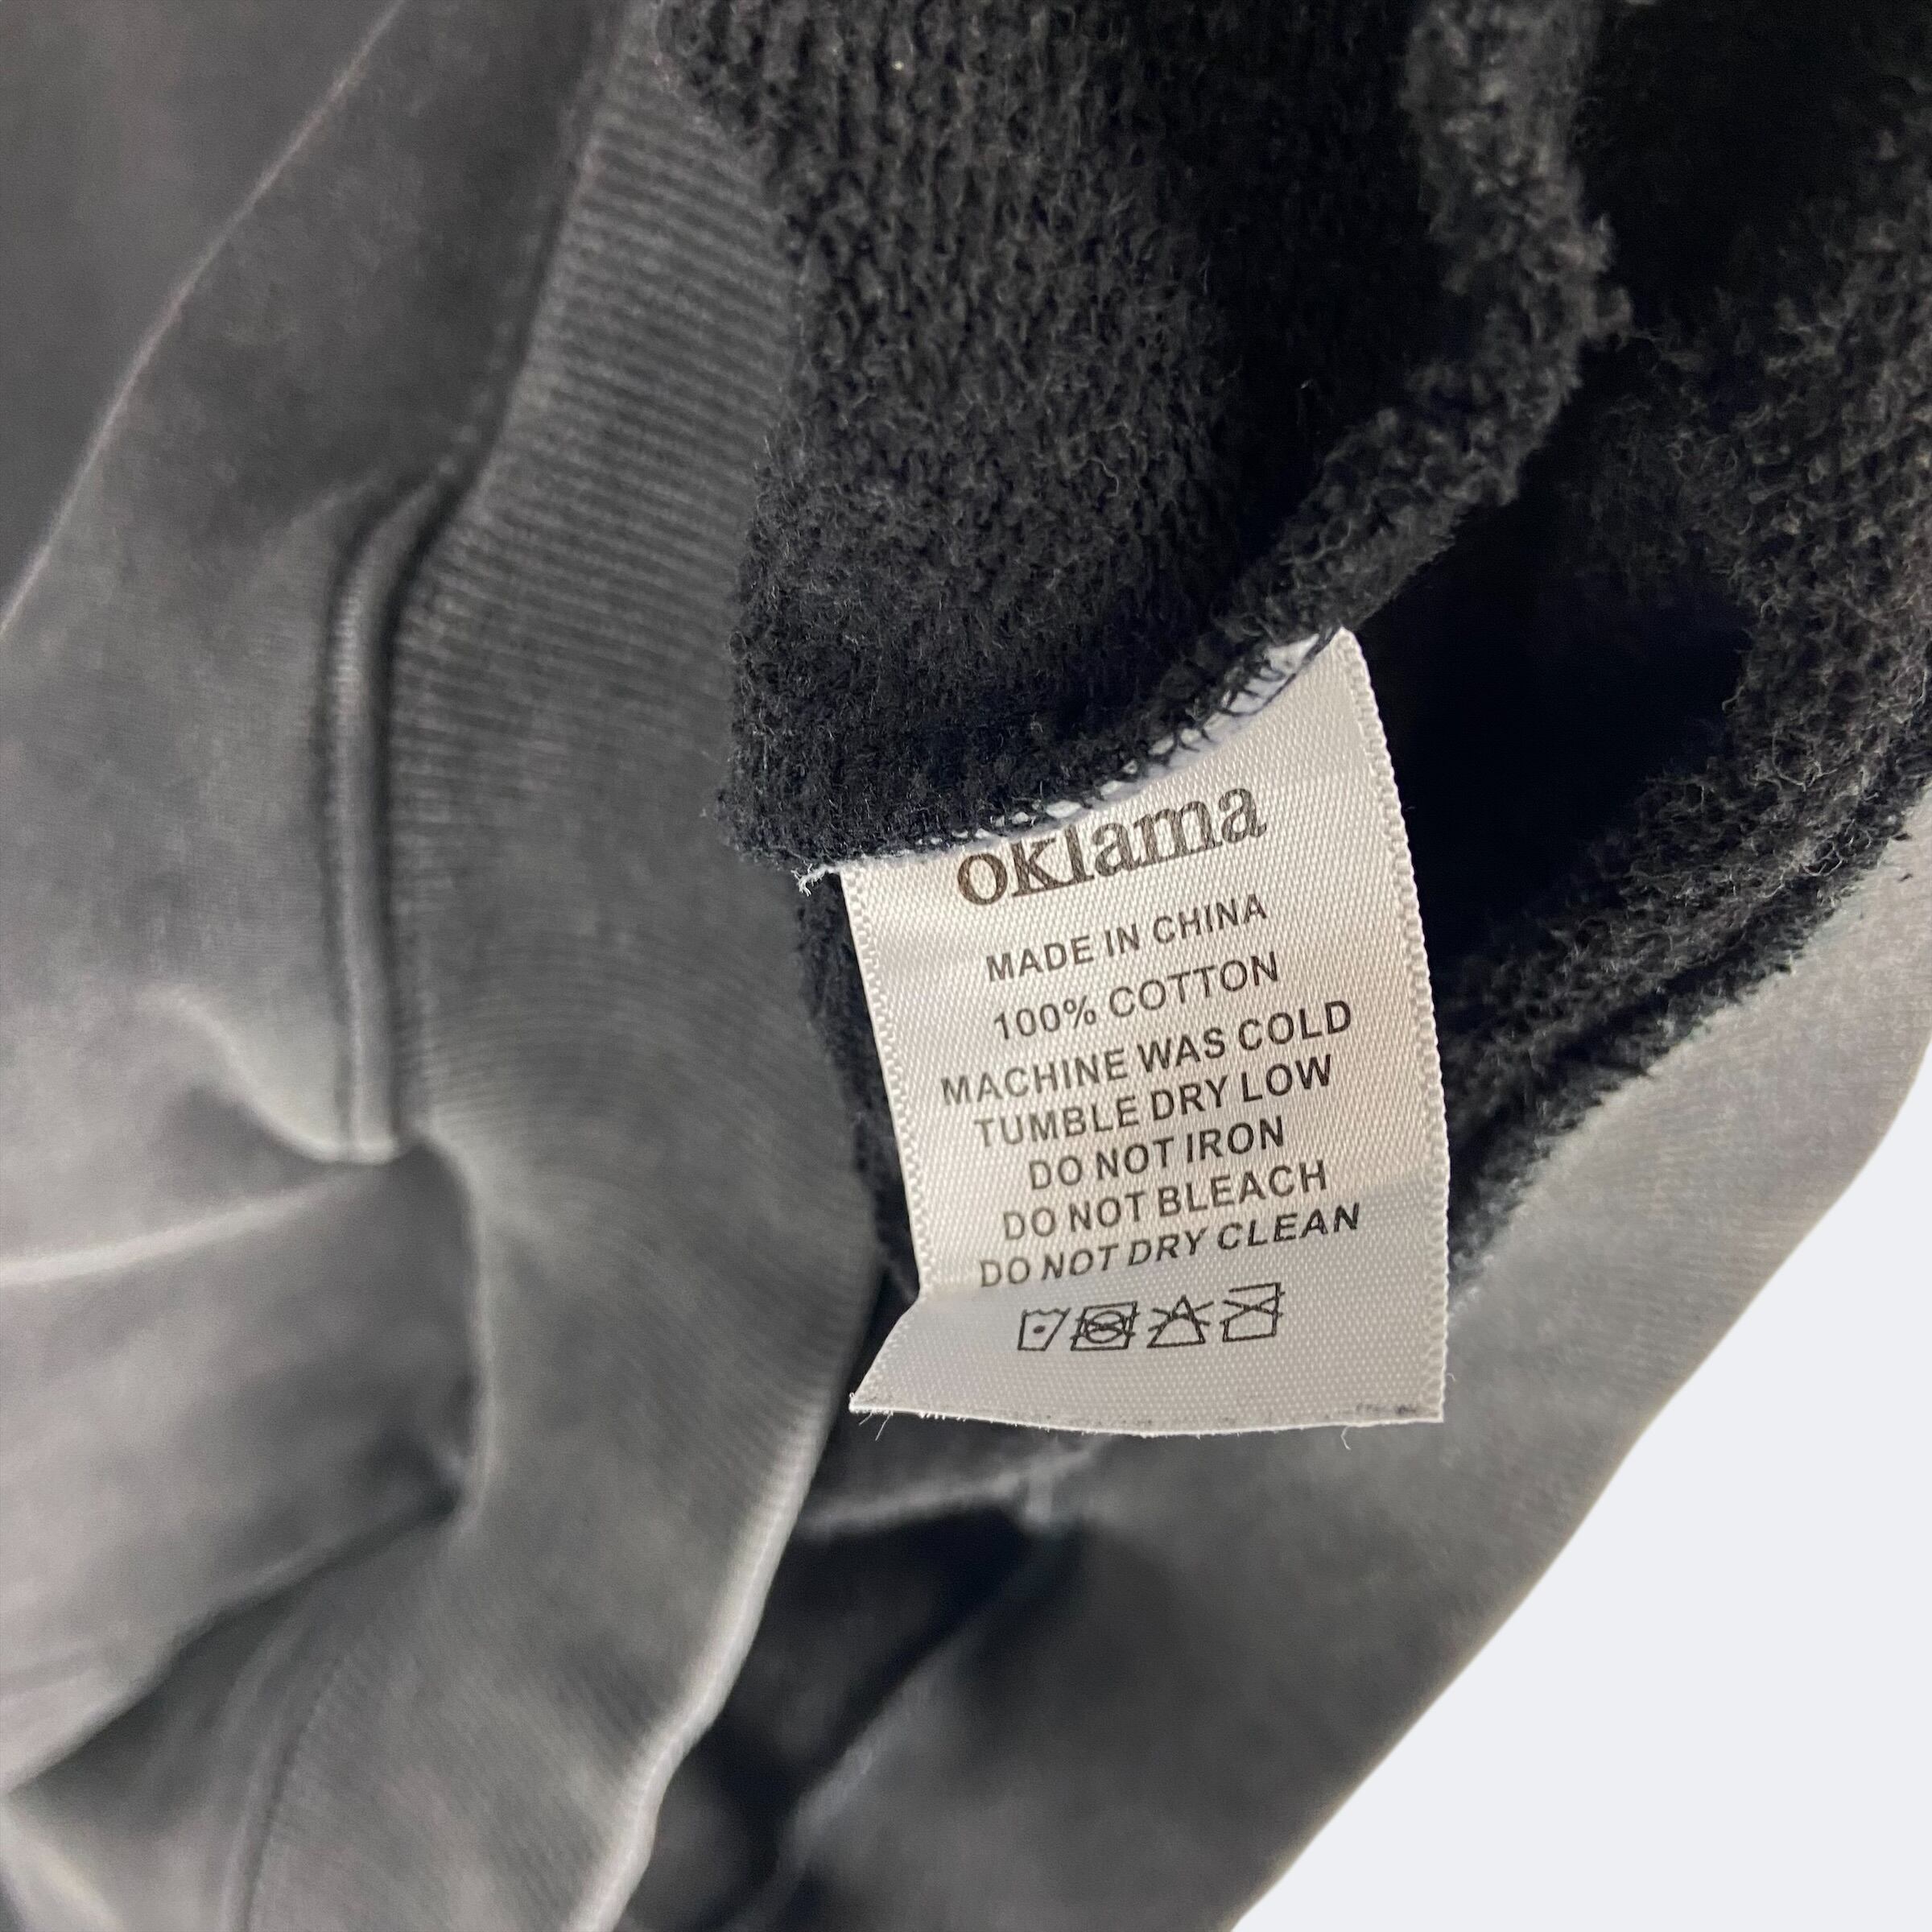 oklama
MADE IN CHINA
100% COTTON
MACHINE WAS COLD
TUMBLE DRY LOW
DO NOT IRON
DO NOT BLEACH
DO NOT DRY CLEAN